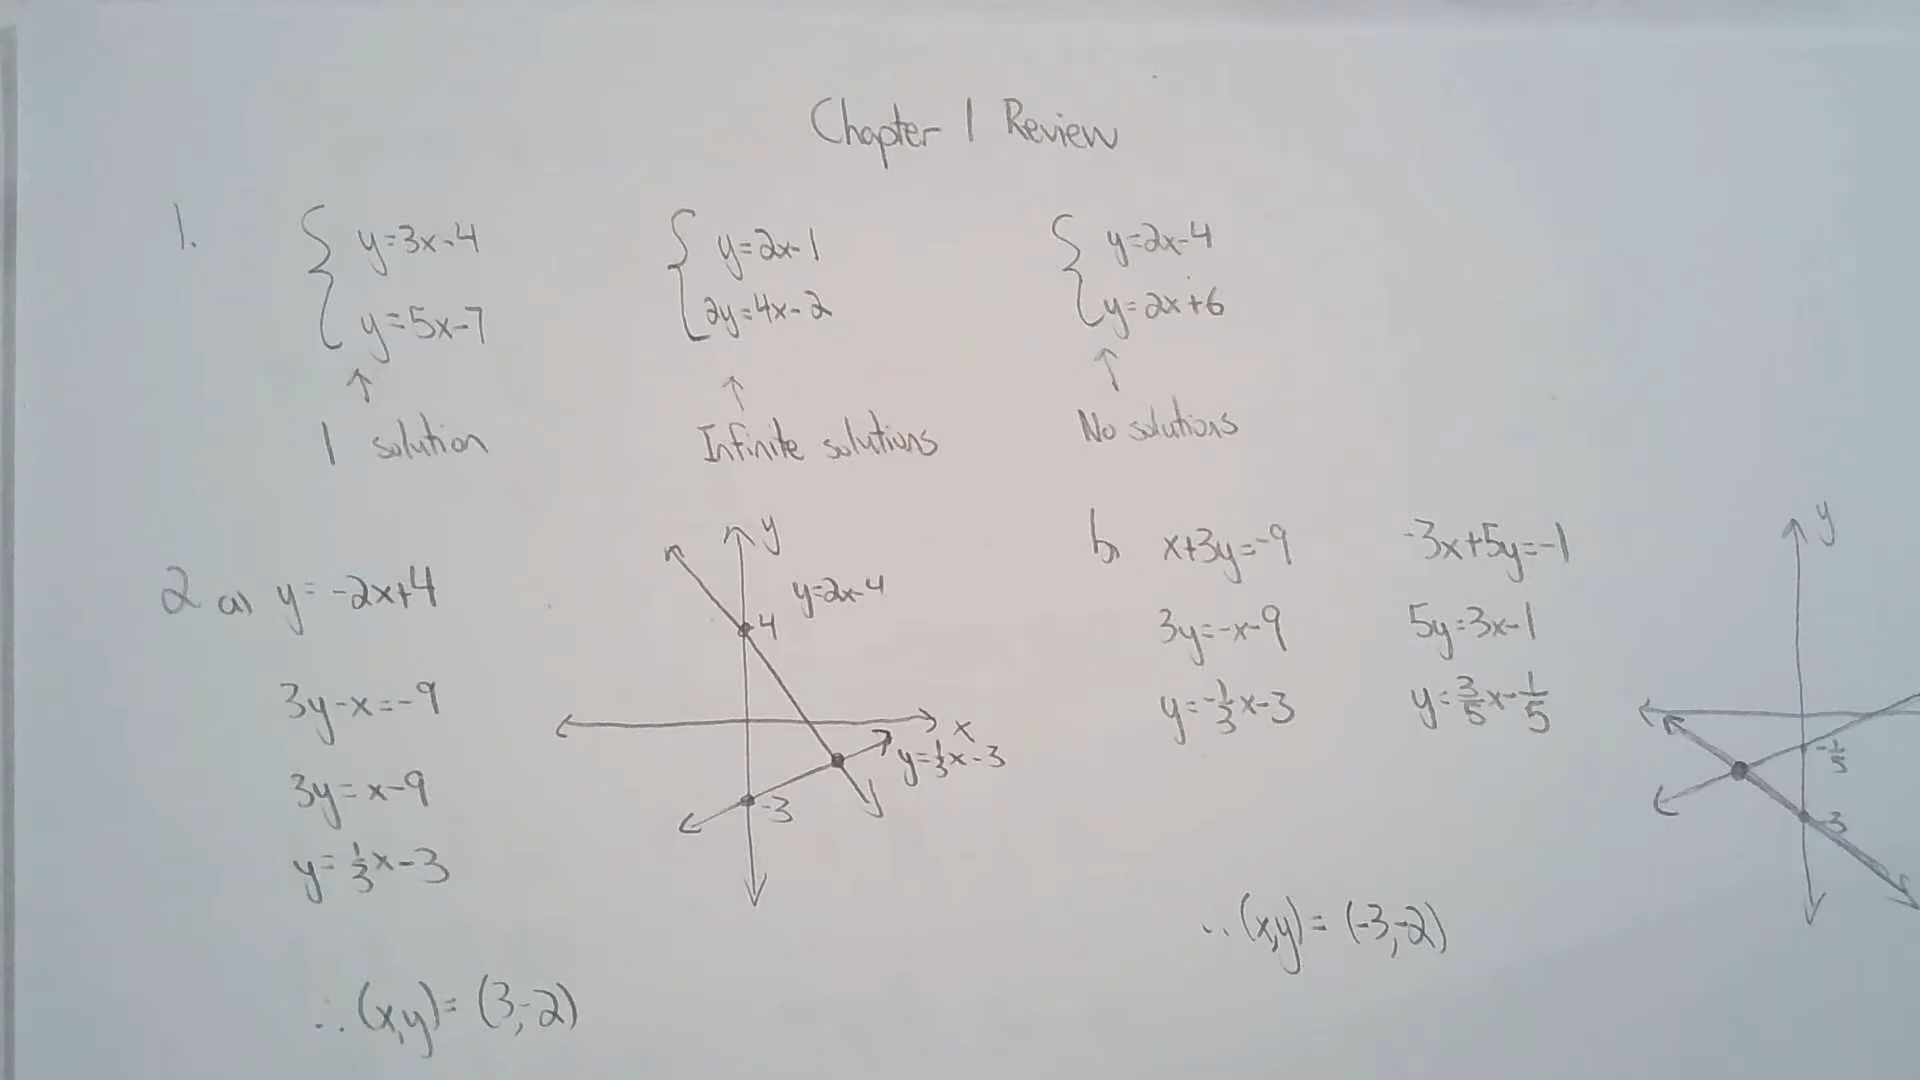 Chapter 1 Review
1.
{ y=3x-4
y=5x-7
↑
1 solution
{ y=2x-1
2y=4x-2
↑
Infinite solutions
{ y=2x-4
y=2x+6
↑
No solutions
2 a) y=-2x+4
3y-x=-9
3y=x-9
y=1/3x-3
∴ (x,y)=(3,-2)
y
y=2x-4
4
x
y=1/3x-3
-3
b) x+3y=-9
3y=-x-9
y=-1/3x-3
-3x+5y=-1
5y=3x-1
y=3/5x-1/5
∴ (x,y)=(-3,-2)
y
-1/5
-3